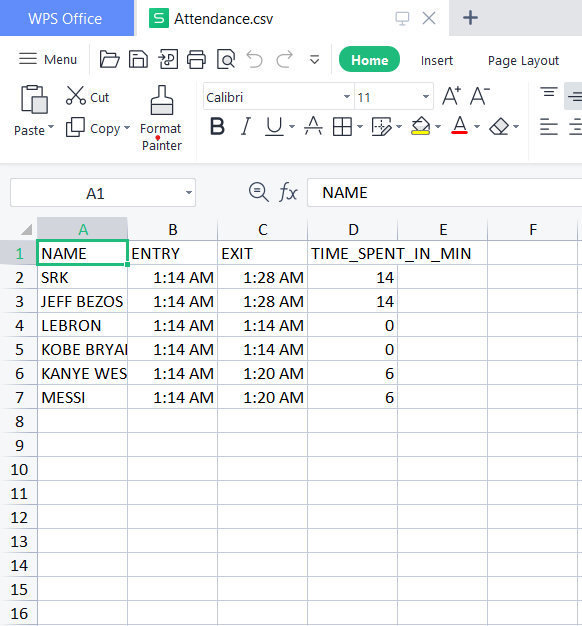 WPS Office S Attendance.csv +
Menu Home Insert Page Layout
Cut Calibri 11 A+ A-
Paste Copy Format Painter B I U A A
A1 fx NAME
A B C D E F
1 NAME ENTRY EXIT TIME_SPENT_IN_MIN
2 SRK 1:14 AM 1:28 AM 14
3 JEFF BEZOS 1:14 AM 1:28 AM 14
4 LEBRON 1:14 AM 1:14 AM 0
5 KOBE BRYAI 1:14 AM 1:14 AM 0
6 KANYE WES 1:14 AM 1:20 AM 6
7 MESSI 1:14 AM 1:20 AM 6
8
9
10
11
12
13
14
15
16